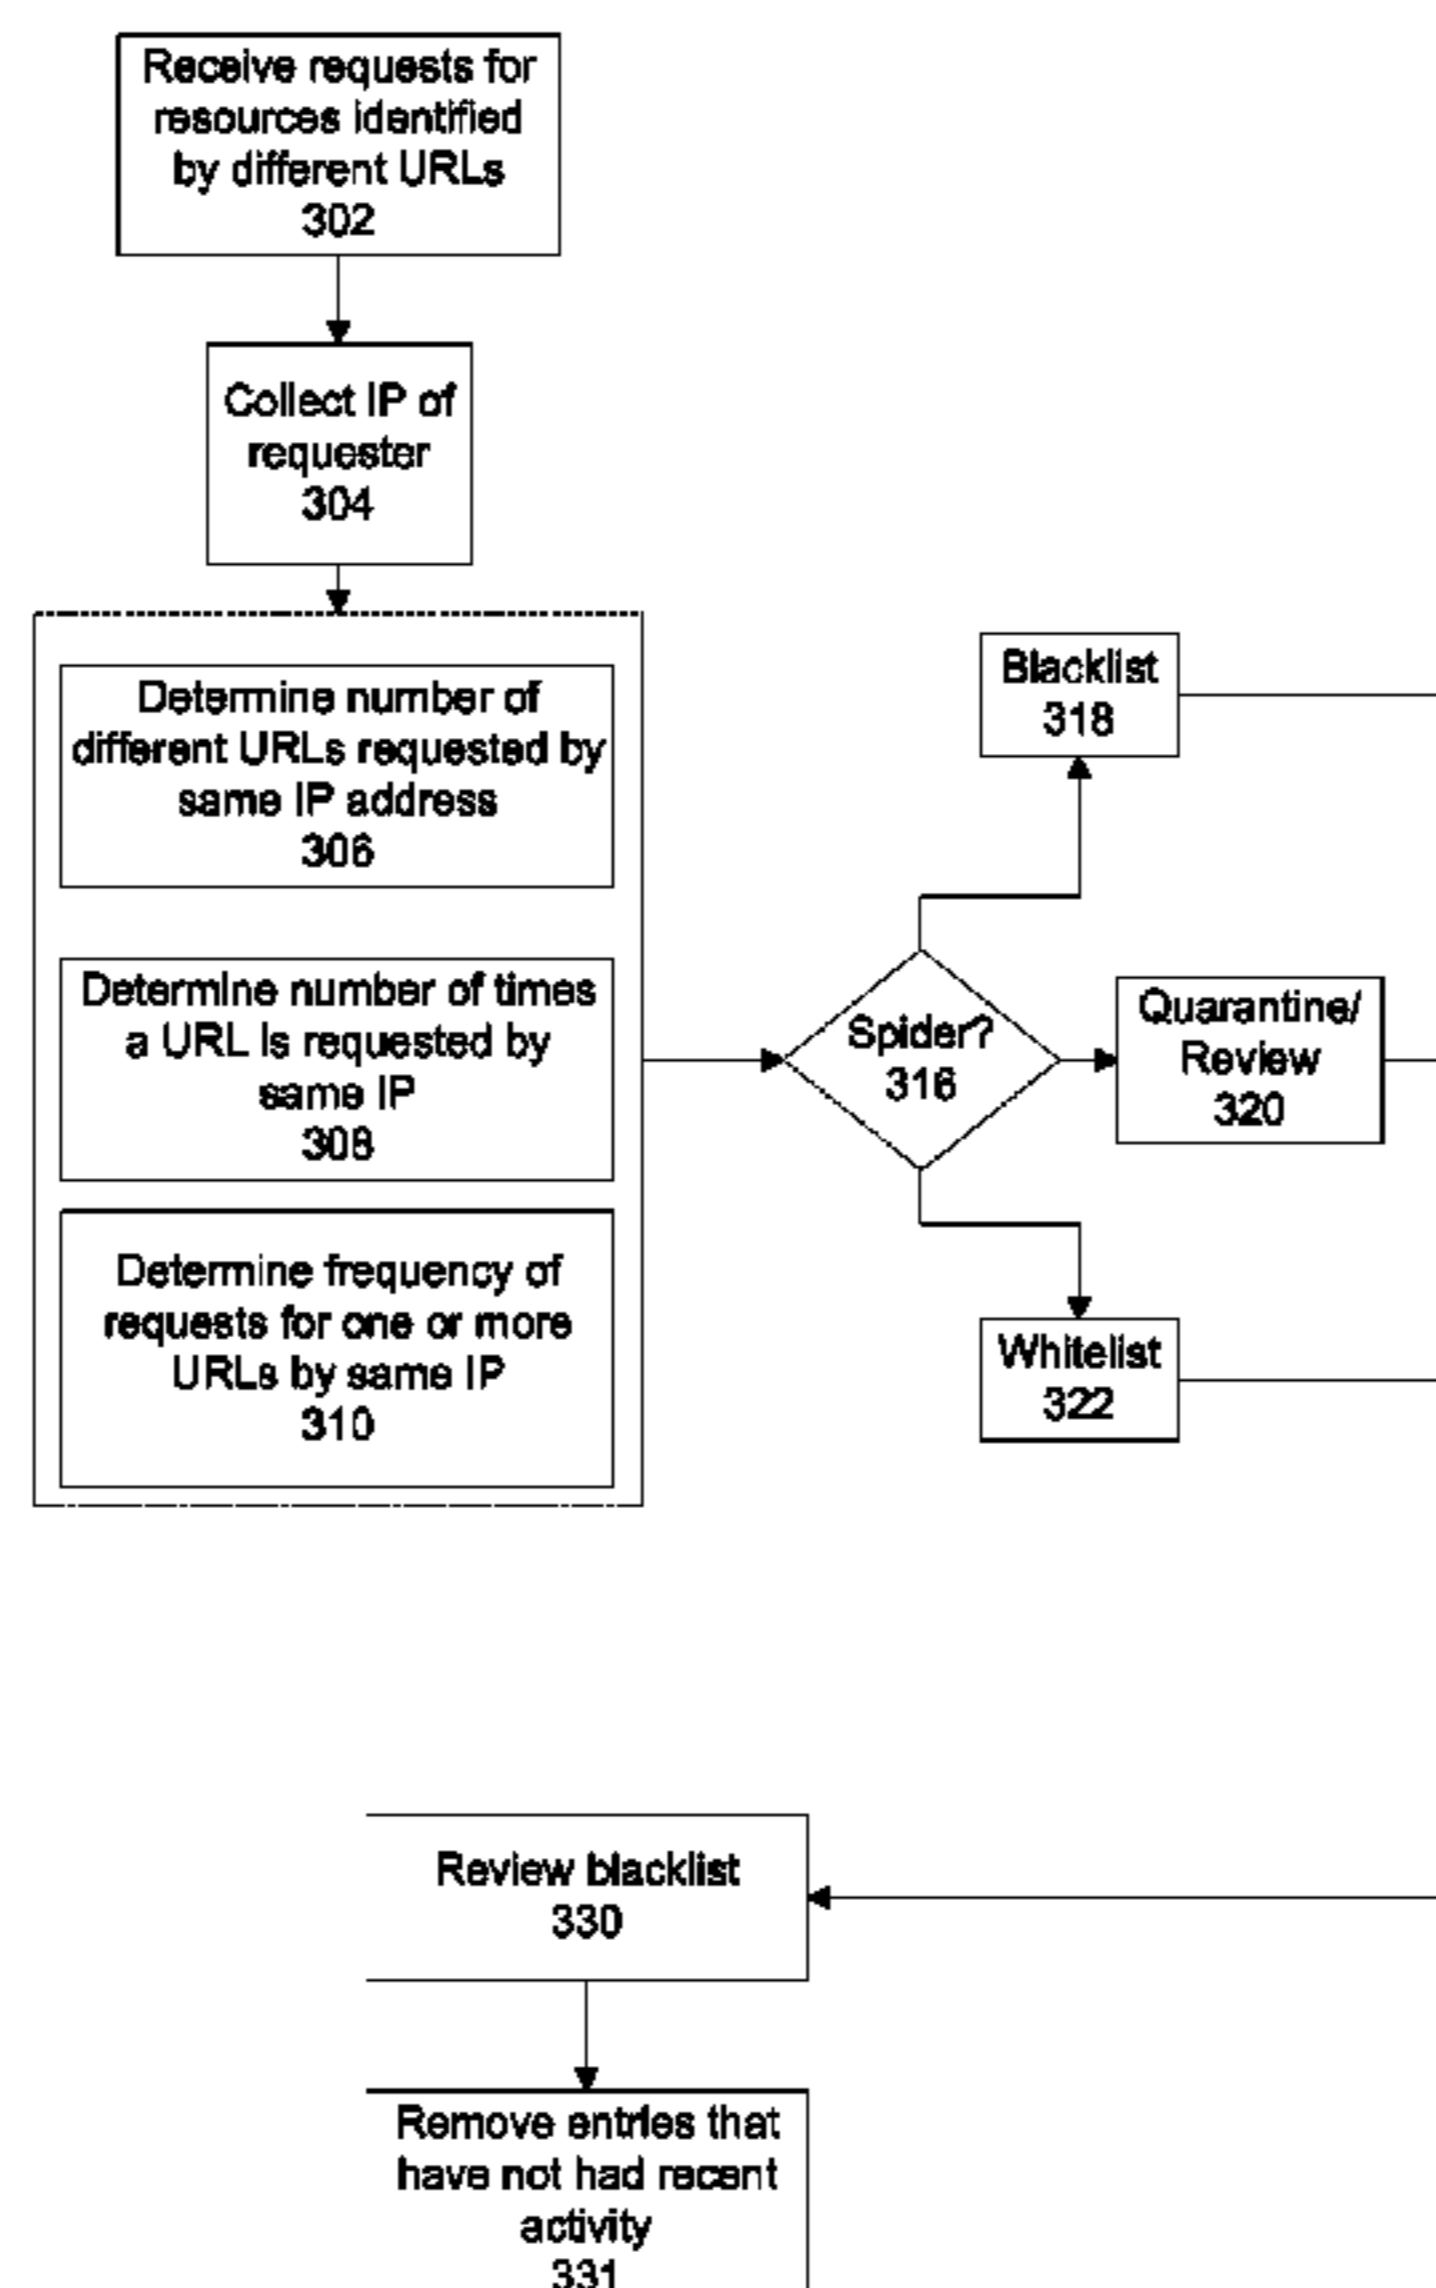 Receive requests for
resources identified
by different URLs
302
Collect IP of
requester
304
Determine number of
different URLs requested by
same IP address
306
Determine number of times
a URL is requested by
same IP
308
Determine frequency of
requests for one or more
URLs by same IP
310
Blacklist
318
Spider?
316
Quarantine/
Review
320
Whitelist
322
Review blacklist
330
Remove entries that
have not had recent
activity
331